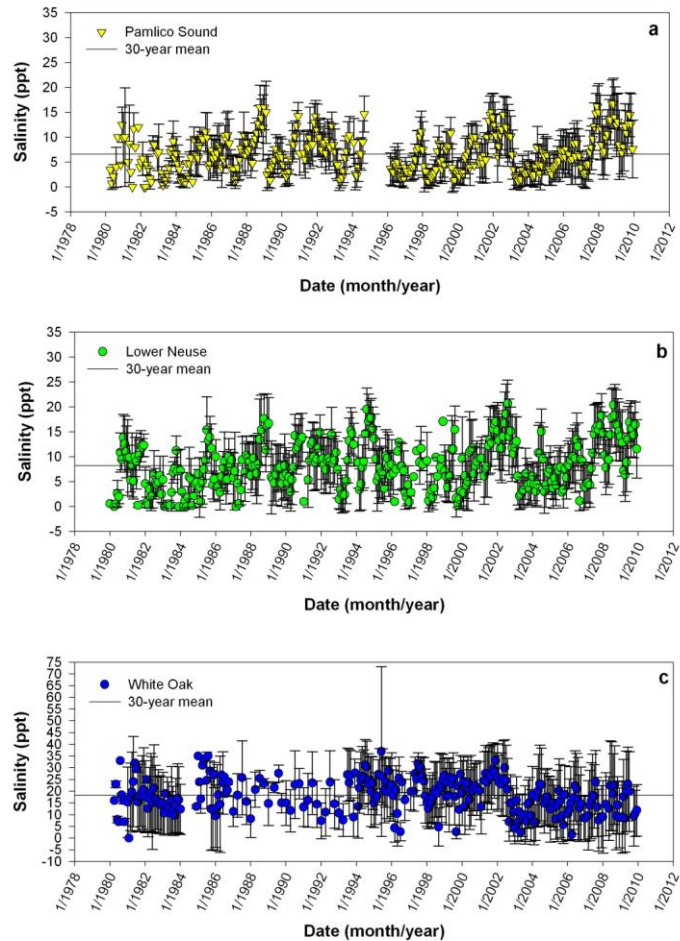 a
Pamlico Sound
30-year mean
Salinity (ppt)
35
30
25
20
15
10
5
0
-5
1/1978 1/1980 1/1982 1/1984 1/1986 1/1988 1/1990 1/1992 1/1994 1/1996 1/1998 1/2000 1/2002 1/2004 1/2006 1/2008 1/2010 1/2012
Date (month/year)
b
Lower Neuse
30-year mean
Salinity (ppt)
35
30
25
20
15
10
5
0
-5
1/1978 1/1980 1/1982 1/1984 1/1986 1/1988 1/1990 1/1992 1/1994 1/1996 1/1998 1/2000 1/2002 1/2004 1/2006 1/2008 1/2010 1/2012
Date (month/year)
c
White Oak
30-year mean
Salinity (ppt)
75
70
65
60
55
50
45
40
35
30
25
20
15
10
5
0
-5
-10
1/1978 1/1980 1/1982 1/1984 1/1986 1/1988 1/1990 1/1992 1/1994 1/1996 1/1998 1/2000 1/2002 1/2004 1/2006 1/2008 1/2010 1/2012
Date (month/year)